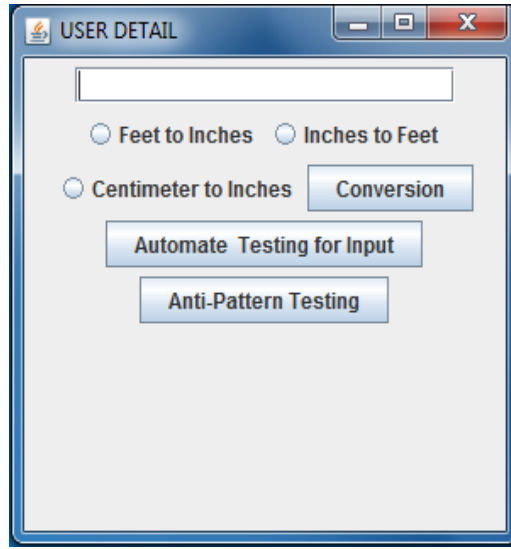 USER DETAIL
Feet to Inches Inches to Feet
Centimeter to Inches Conversion
Automate Testing for Input
Anti-Pattern Testing